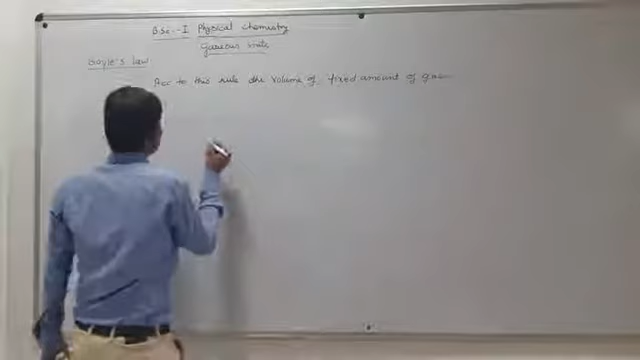 B.Sc.-I Physical chemistry
Gaseous state
Boyle's Law
Acc to this rule the volume of fixed amount of gas